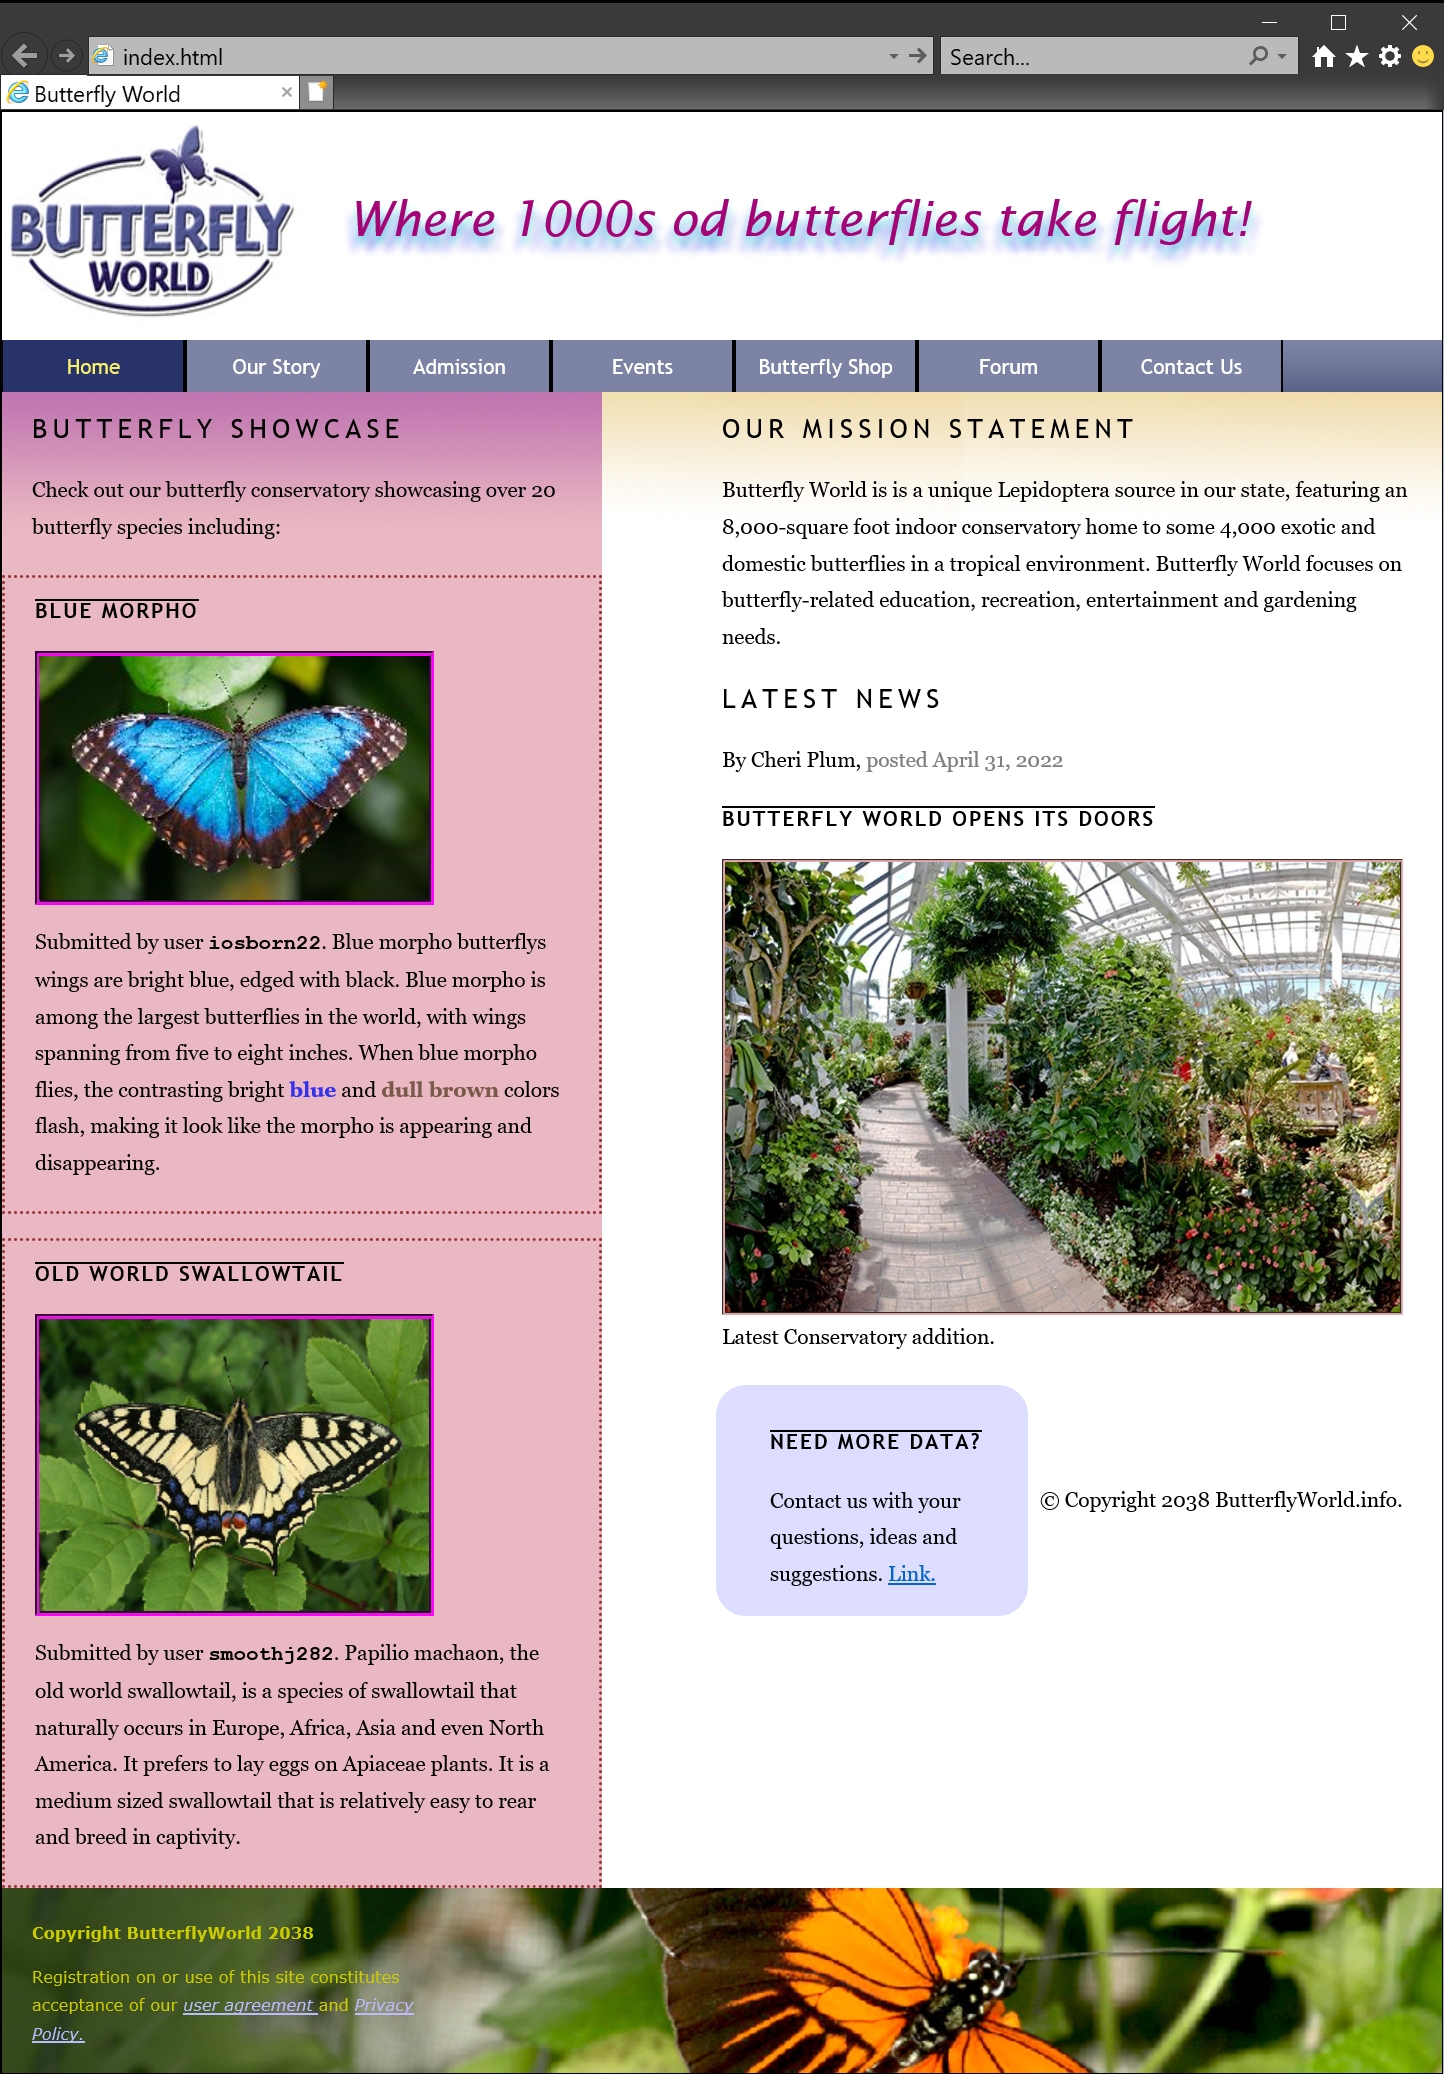 index.html
Search...
Butterfly World
BUTTERFLY
WORLD
Where 1000s od butterflies take flight!
Home
Our Story
Admission
Events
Butterfly Shop
Forum
Contact Us
BUTTERFLY SHOWCASE
Check out our butterfly conservatory showcasing over 20
butterfly species including:
BLUE MORPHO
Submitted by user iosborn22. Blue morpho butterflys
wings are bright blue, edged with black. Blue morpho is
among the largest butterflies in the world, with wings
spanning from five to eight inches. When blue morpho
flies, the contrasting bright blue and dull brown colors
flash, making it look like the morpho is appearing and
disappearing.
OLD WORLD SWALLOWTAIL
Submitted by user smoothj282. Papilio machaon, the
old world swallowtail, is a species of swallowtail that
naturally occurs in Europe, Africa, Asia and even North
America. It prefers to lay eggs on Apiaceae plants. It is a
medium sized swallowtail that is relatively easy to rear
and breed in captivity.
OUR MISSION STATEMENT
Butterfly World is is a unique Lepidoptera source in our state, featuring an
8,000-square foot indoor conservatory home to some 4,000 exotic and
domestic butterflies in a tropical environment. Butterfly World focuses on
butterfly-related education, recreation, entertainment and gardening
needs.
LATEST NEWS
By Cheri Plum, posted April 31, 2022
BUTTERFLY WORLD OPENS ITS DOORS
Latest Conservatory addition.
NEED MORE DATA?
Contact us with your
questions, ideas and
suggestions. Link.
© Copyright 2038 ButterflyWorld.info.
Copyright ButterflyWorld 2038
Registration on or use of this site constitutes
acceptance of our user agreement and Privacy
Policy.